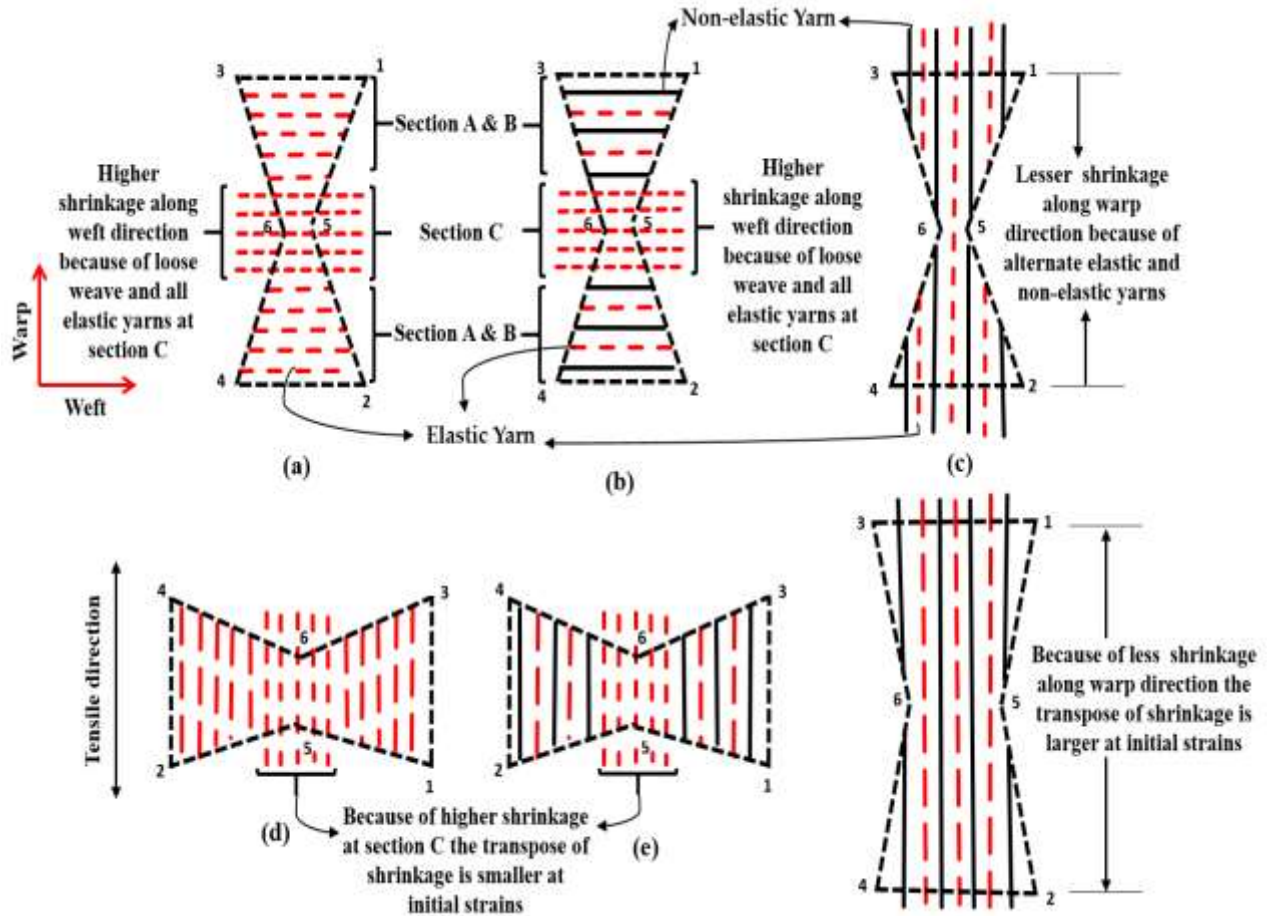 Non-elastic Yarn
3
1
3
1
3
1
Section A & B
Higher
shrinkage along
weft direction
because of loose
weave and all
elastic yarns at
section C
6
5
Section C
6
5
Higher
shrinkage along
weft direction
because of loose
weave and all
elastic yarns at
section C
6
5
Lesser shrinkage
along warp
direction because of
alternate elastic and
non-elastic yarns
Section A & B
Warp
Weft
4
2
4
2
4
2
Elastic Yarn
(a)
(b)
(c)
Tensile direction
4
3
6
5
2
1
4
3
6
5
2
1
(d)
(e)
Because of higher shrinkage
at section C the transpose of
shrinkage is smaller at
initial strains
3
1
6
5
Because of less shrinkage
along warp direction the
transpose of shrinkage is
larger at initial strains
4
2